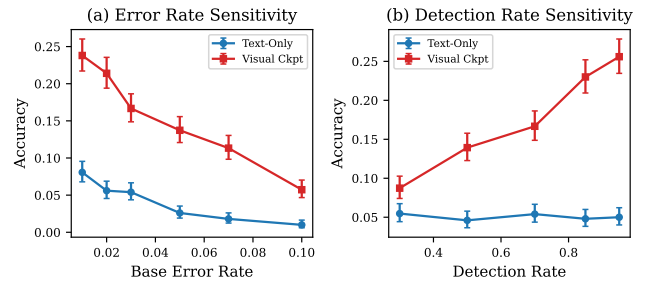 (a) Error Rate Sensitivity
Accuracy
0.25
0.20
0.15
0.10
0.05
0.00
Text-Only
Visual Ckpt
0.02
0.04
0.06
0.08
0.10
Base Error Rate
(b) Detection Rate Sensitivity
Accuracy
0.25
0.20
0.15
0.10
0.05
Text-Only
Visual Ckpt
0.4
0.6
0.8
Detection Rate